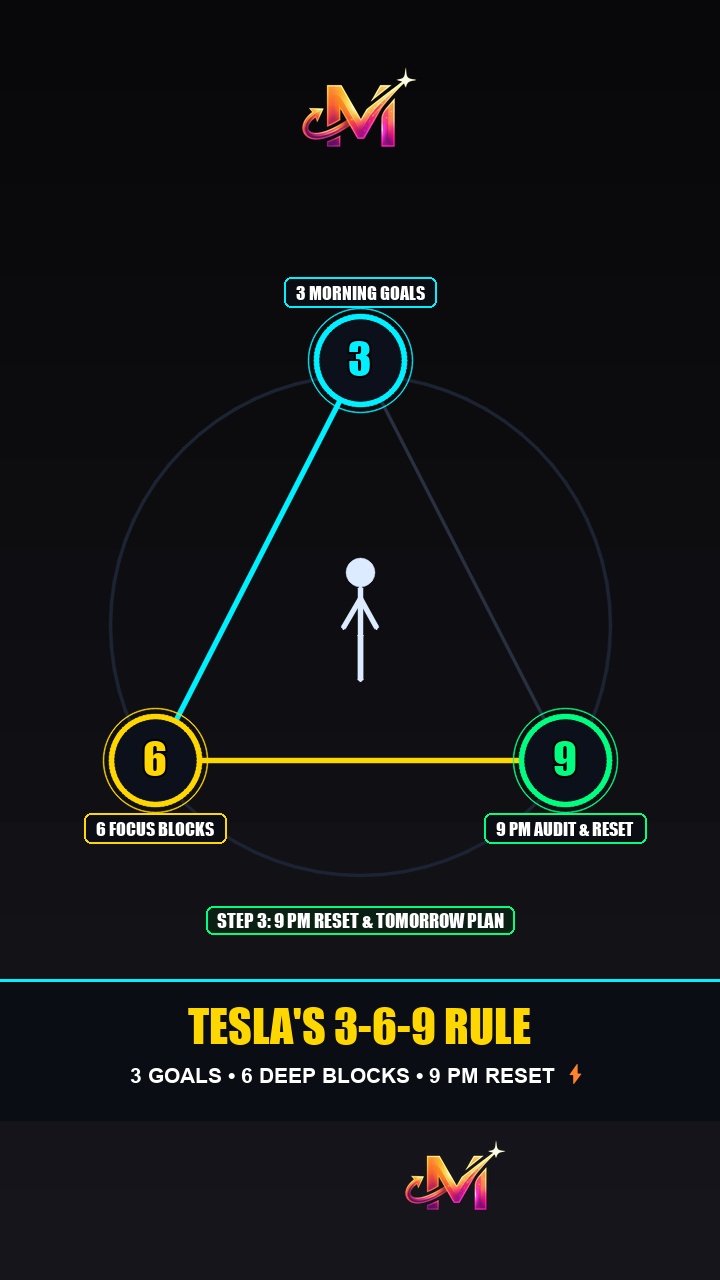 M
3 MORNING GOALS
3
6
9
6 FOCUS BLOCKS
9 PM AUDIT & RESET
STEP 3: 9 PM RESET & TOMORROW PLAN
TESLA'S 3-6-9 RULE
3 GOALS • 6 DEEP BLOCKS • 9 PM RESET ⚡
M